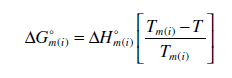 ΔG°m(i) = ΔH°m(i) [ (Tm(i) − T) / Tm(i) ]